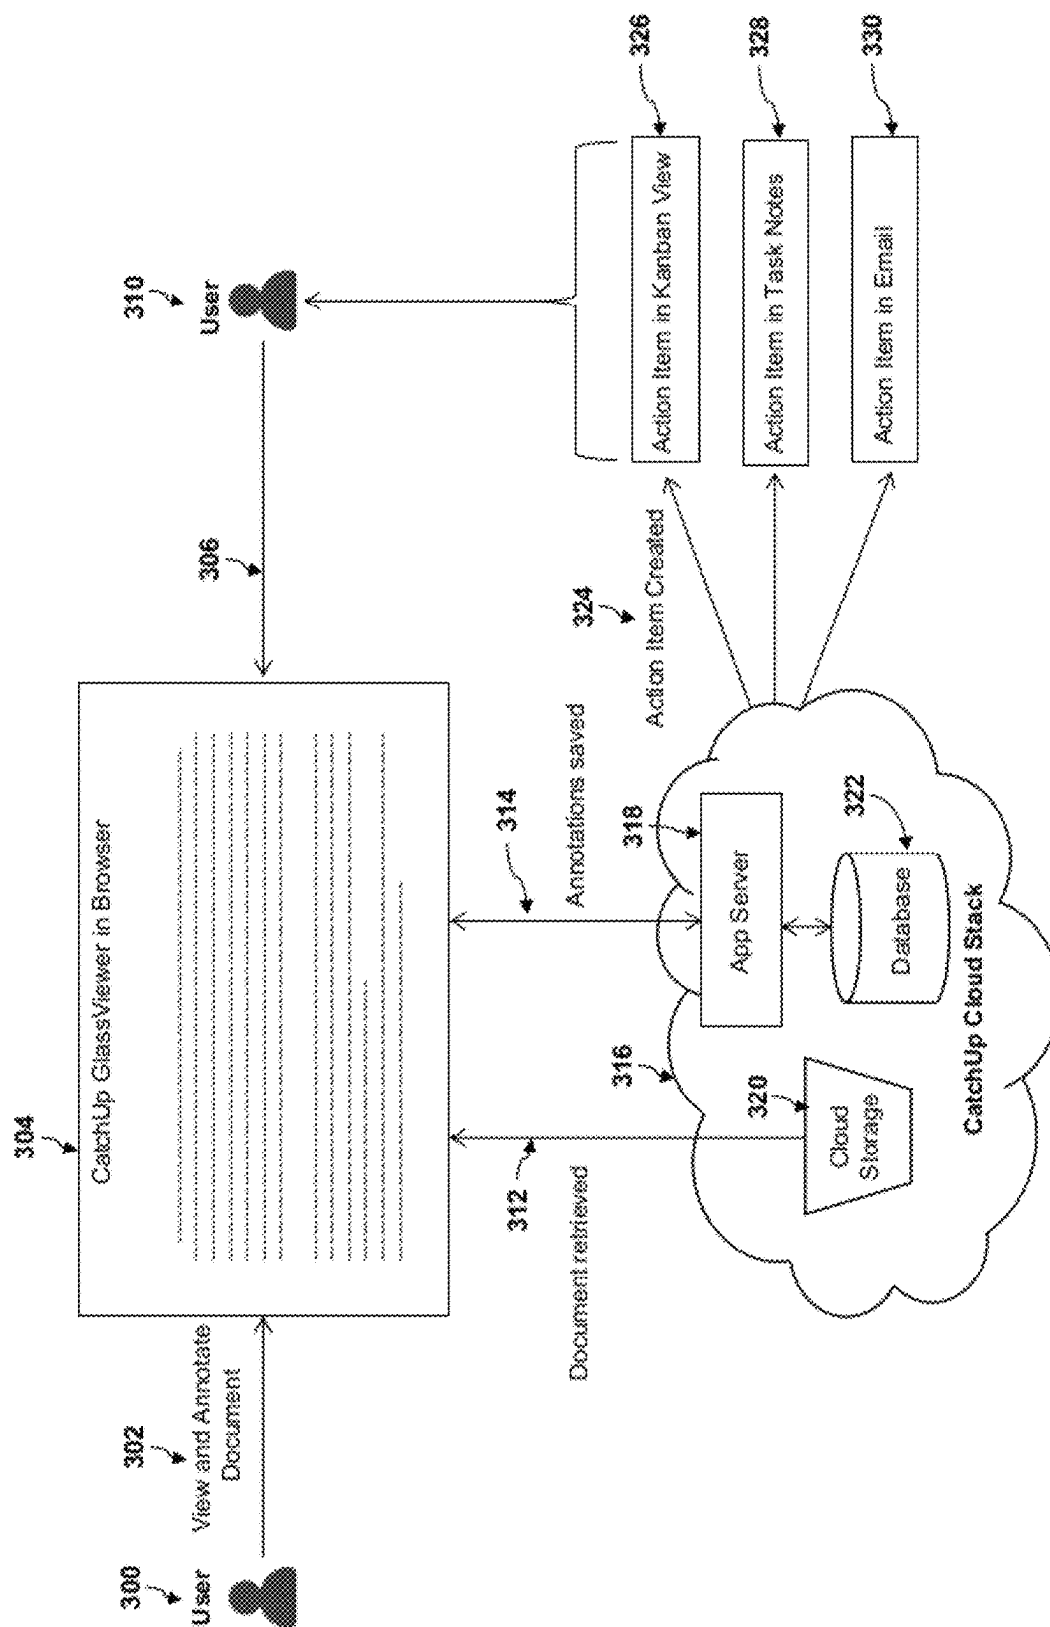 300
User
302
View and Annotate
Document
304
CatchUp GlassViewer in Browser
306
310
User
312
Document retrieved
314
Annotations saved
316
318
App Server
320
Cloud
Storage
322
Database
CatchUp Cloud Stack
324
Action Item Created
326
Action Item in Kanban View
328
Action Item in Task Notes
330
Action Item in Email